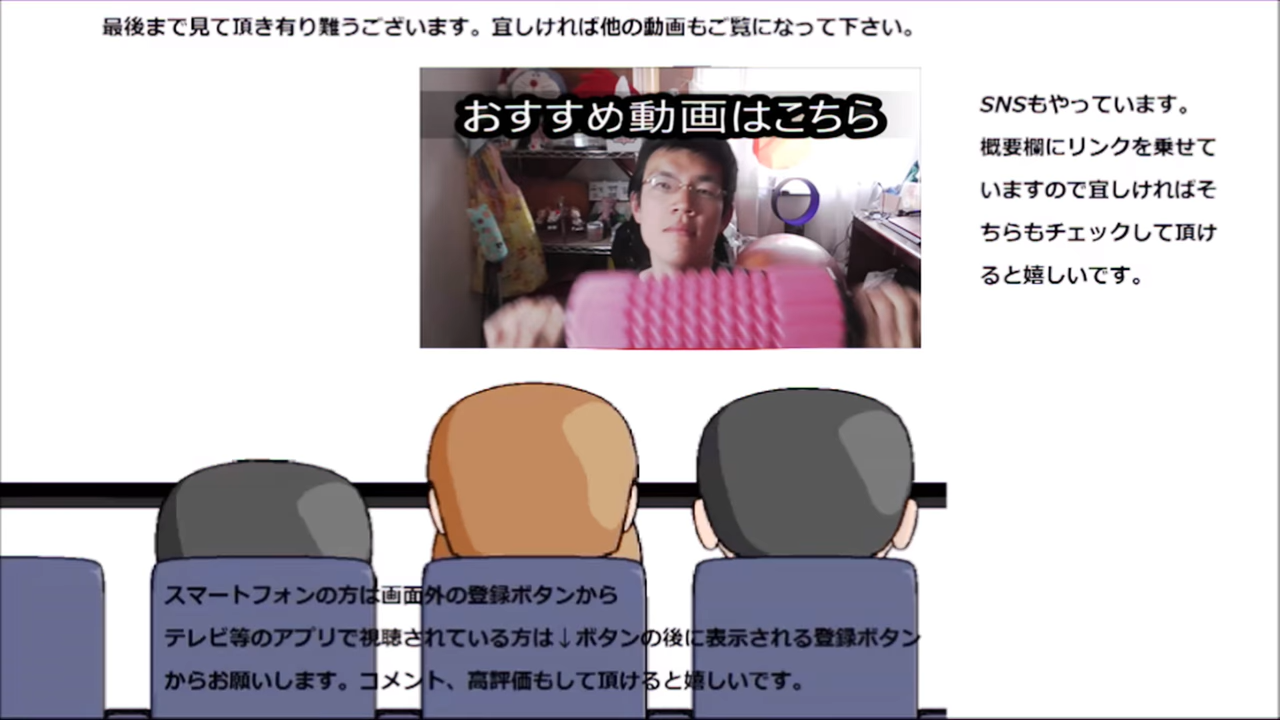 最後まで見て頂き有り難うございます。宜しければ他の動画もご覧になって下さい。
おすすめ動画はこちら
SNSもやっています。
概要欄にリンクを乗せて
いますので宜しければそ
ちらもチェックして頂け
ると嬉しいです。
スマートフォンの方は画面外の登録ボタンから
テレビ等のアプリで視聴されている方は↓ボタンの後に表示される登録ボタン
からお願いします。コメント、高評価もして頂けると嬉しいです。